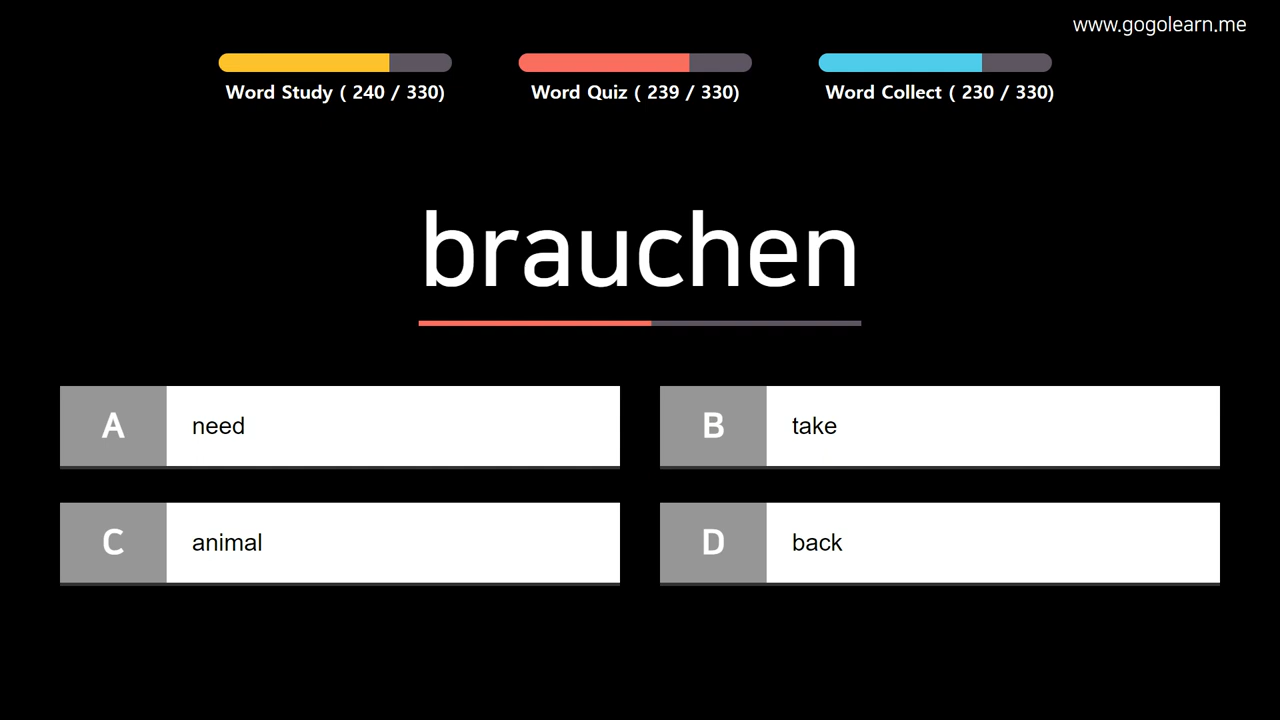 www.gogolearn.me
Word Study ( 240 / 330)
Word Quiz ( 239 / 330)
Word Collect ( 230 / 330)
brauchen
A need
B take
C animal
D back